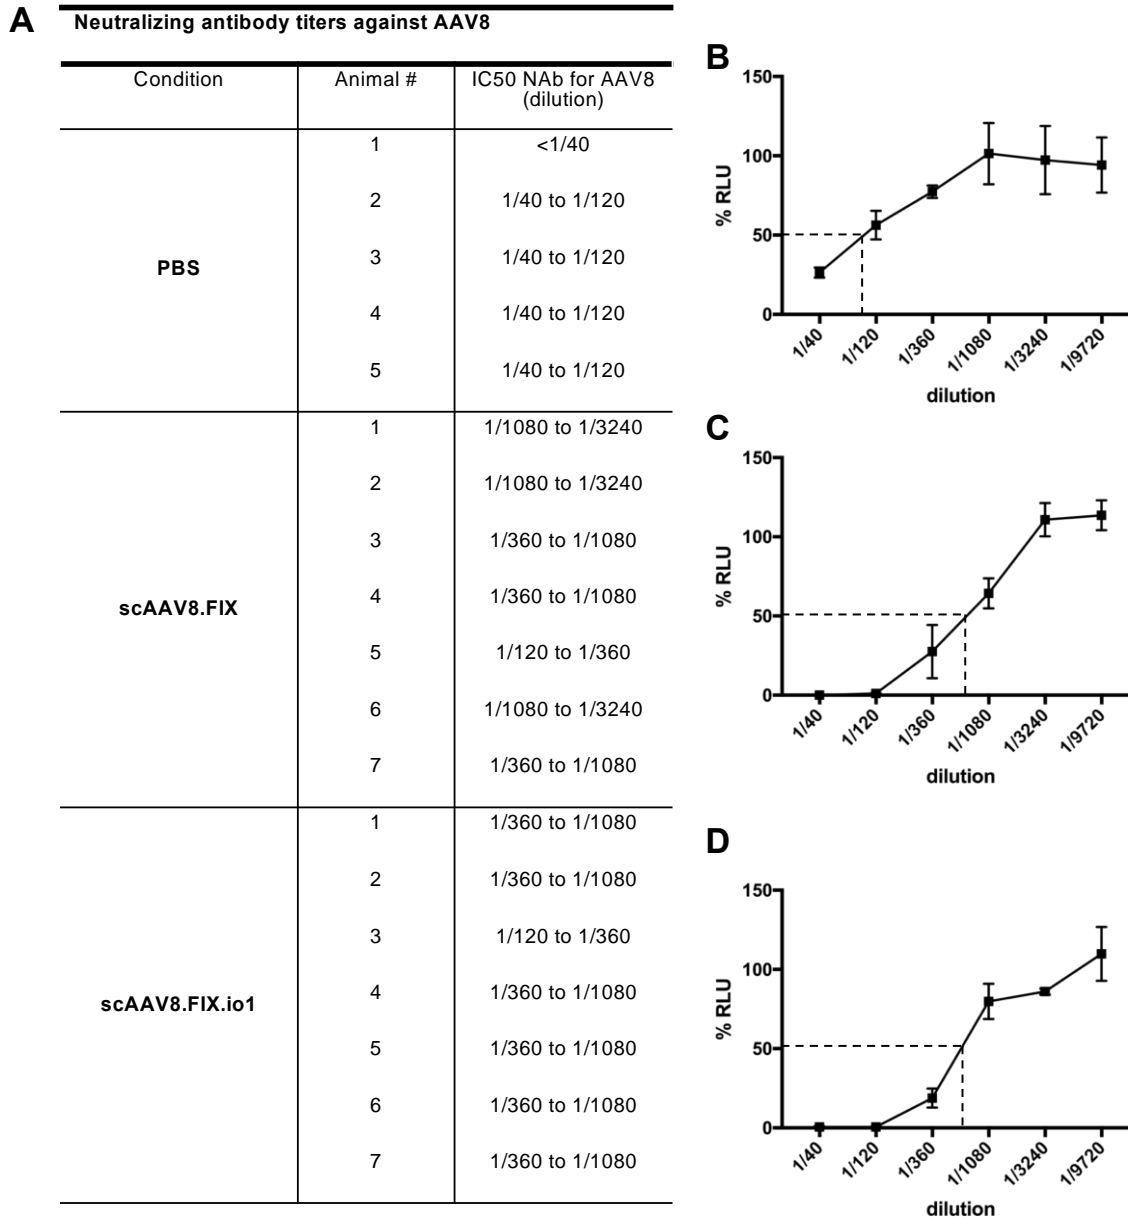 A
Neutralizing antibody titers against AAV8
Condition Animal # IC50 NAb for AAV8
(dilution)
PBS
1 <1/40
2 1/40 to 1/120
3 1/40 to 1/120
4 1/40 to 1/120
5 1/40 to 1/120
scAAV8.FIX
1 1/1080 to 1/3240
2 1/1080 to 1/3240
3 1/360 to 1/1080
4 1/360 to 1/1080
5 1/120 to 1/360
6 1/1080 to 1/3240
7 1/360 to 1/1080
scAAV8.FIX.io1
1 1/360 to 1/1080
2 1/360 to 1/1080
3 1/120 to 1/360
4 1/360 to 1/1080
5 1/360 to 1/1080
6 1/360 to 1/1080
7 1/360 to 1/1080
B
% RLU
150
100
50
0
1/40 1/120 1/360 1/1080 1/3240 1/9720
dilution
C
% RLU
150
100
50
0
1/40 1/120 1/360 1/1080 1/3240 1/9720
dilution
D
% RLU
150
100
50
0
1/40 1/120 1/360 1/1080 1/3240 1/9720
dilution